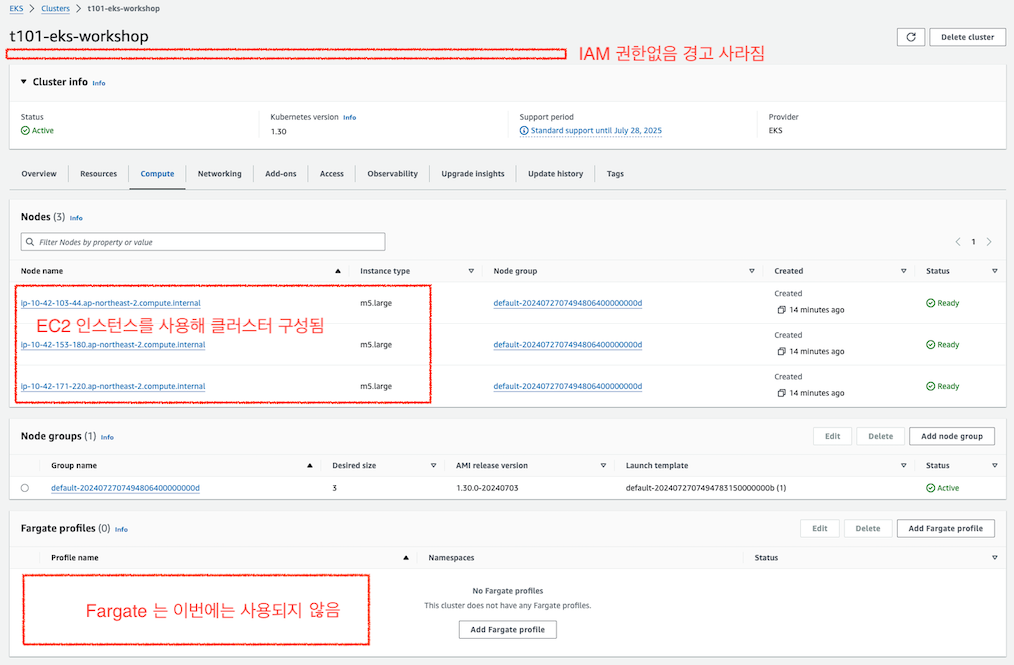 EKS > Clusters > t101-eks-workshop
t101-eks-workshop
Delete cluster
IAM 권한없음 경고 사라짐
Cluster info Info
Status
Kubernetes version Info
Support period
Provider
Active
1.30
Standard support until July 28, 2025
EKS
Overview Resources Compute Networking Add-ons Access Observability Upgrade insights Update history Tags
Nodes (3) Info
Filter Nodes by property or value
1
Node name Instance type Node group Created Status
ip-10-42-103-44.ap-northeast-2.compute.internal m5.large default-2024072707494806400000000d Created 14 minutes ago Ready
EC2 인스턴스를 사용해 클러스터 구성됨
ip-10-42-153-180.ap-northeast-2.compute.internal m5.large default-2024072707494806400000000d Created 14 minutes ago Ready
ip-10-42-171-220.ap-northeast-2.compute.internal m5.large default-2024072707494806400000000d Created 14 minutes ago Ready
Node groups (1) Info
Edit Delete Add node group
Group name Desired size AMI release version Launch template Status
default-2024072707494806400000000d 3 1.30.0-20240703 default-2024072707494783150000000b (1) Active
Fargate profiles (0) Info
Edit Delete Add Fargate profile
Profile name Namespaces Status
Fargate 는 이번에는 사용되지 않음
No Fargate profiles
This cluster does not have any Fargate profiles.
Add Fargate profile